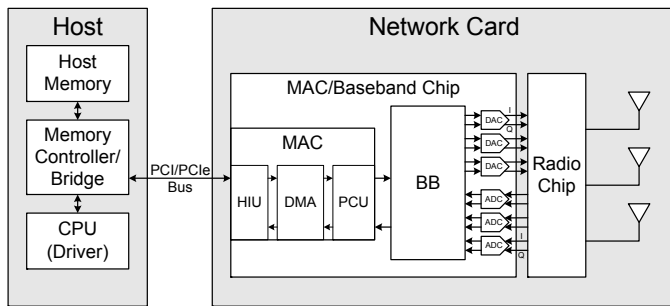 Host
Network Card
Host
Memory
Memory
Controller/
Bridge
CPU
(Driver)
PCI/PCIe
Bus
MAC/Baseband Chip
MAC
HIU
DMA
PCU
BB
DAC
I
Q
DAC
DAC
ADC
ADC
ADC
I
Q
Radio
Chip